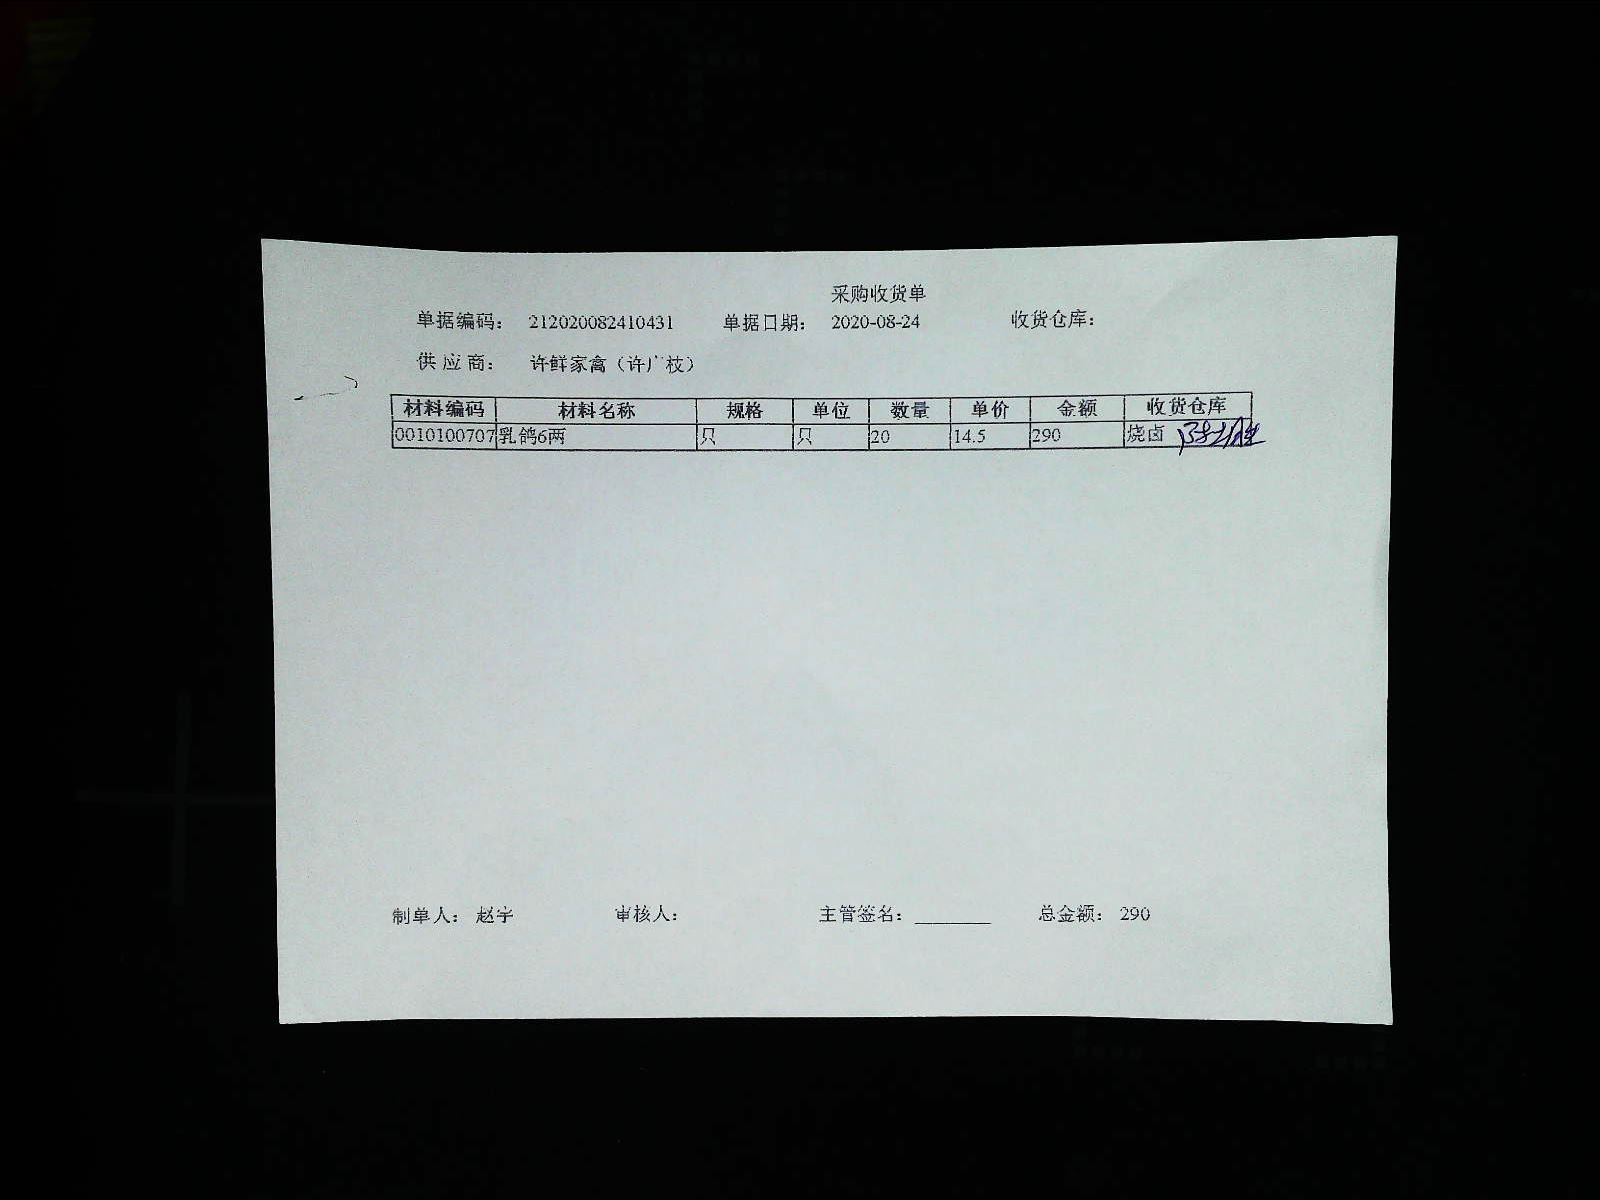 采购收货单
单据编码： 212020082410431 单据日期： 2020-08-24 收货仓库：
供 应 商： 许鲜家禽（许广枝）
材料编码 材料名称 规格 单位 数量 单价 金额 收货仓库
0010100707 乳鸽6两 只 只 20 14.5 290 烧卤
制单人： 赵宇 审核人： 主管签名： ________ 总金额： 290